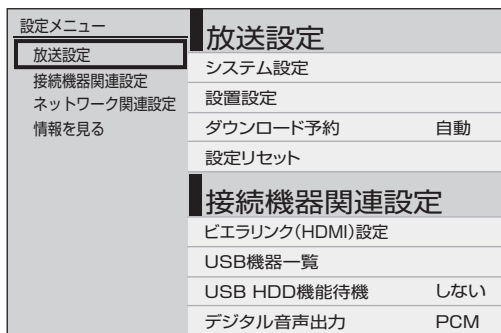 設定メニュー
放送設定
接続機器関連設定
ネットワーク関連設定
情報を見る
放送設定
システム設定
設置設定
ダウンロード予約 自動
設定リセット
接続機器関連設定
ビエラリンク(HDMI)設定
USB機器一覧
USB HDD機能待機 しない
デジタル音声出力 PCM